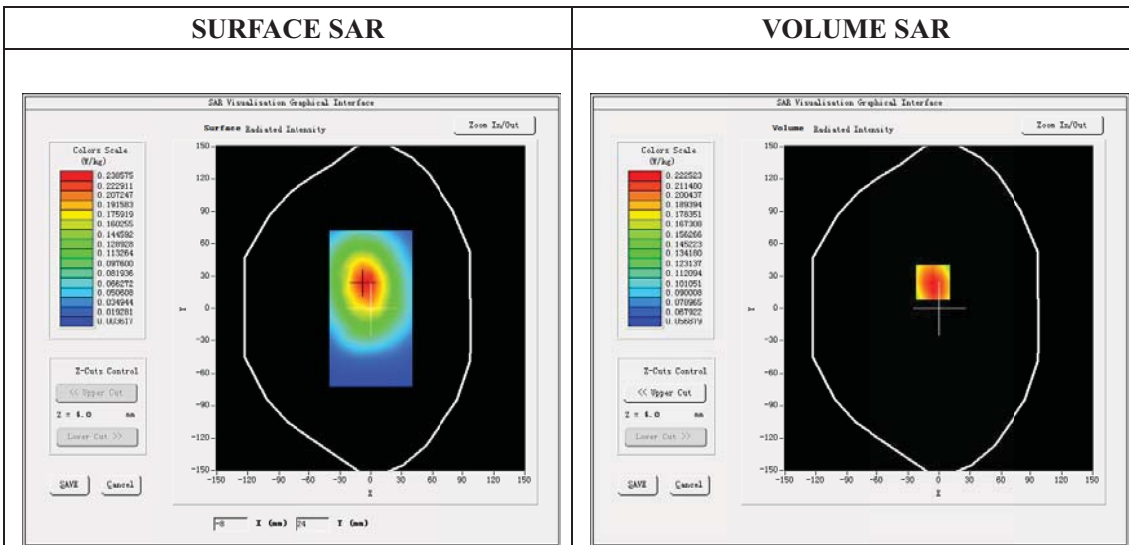 SURFACE SAR
VOLUME SAR
SAR Visualisation Graphical Interface
Surface Radiated Intensity
Zoom In/Out
Colors Scale
(W/kg)
0.238575
0.222911
0.207247
0.191583
0.175919
0.160255
0.144592
0.128928
0.113264
0.097600
0.081936
0.066272
0.050608
0.034944
0.019281
0.003617
Z-Cuts Control
<< Upper Cut
Z = 4.0 mm
Lower Cut >>
SAVE
Cancel
150
120
90
60
30
0
-30
-60
-90
-120
-150
Y
-150 -120 -90 -60 -30 0 30 60 90 120 150
X
-8 X (mm) 24 Y (mm)
SAR Visualisation Graphical Interface
Volume Radiated Intensity
Zoom In/Out
Colors Scale
(W/kg)
0.222523
0.211480
0.200437
0.189394
0.178351
0.167308
0.156266
0.145223
0.134180
0.123137
0.112094
0.101051
0.090008
0.078965
0.067922
0.056879
Z-Cuts Control
<< Upper Cut
Z = 4.0 mm
Lower Cut >>
SAVE
Cancel
150
120
90
60
30
0
-30
-60
-90
-120
-150
Y
-150 -120 -90 -60 -30 0 30 60 90 120 150
X